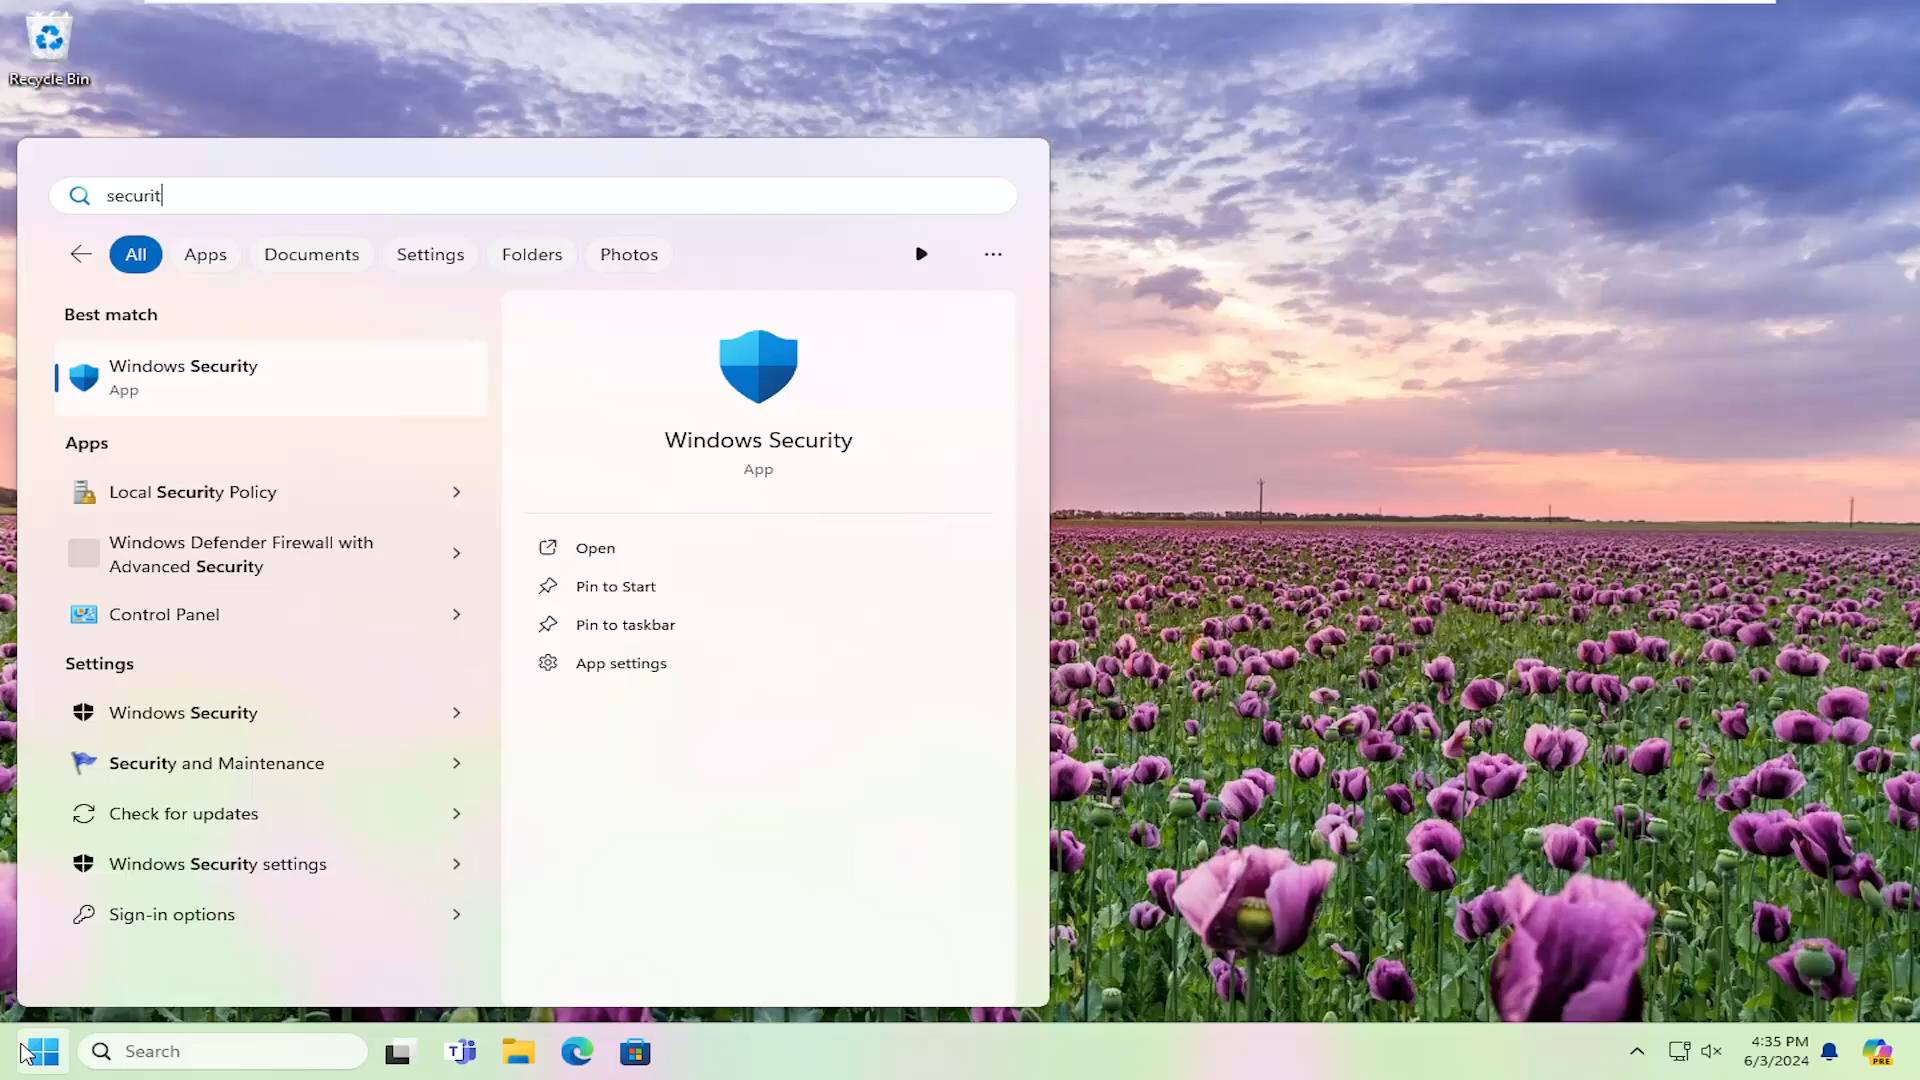 Recycle Bin
securit
All
Apps
Documents
Settings
Folders
Photos
Best match
Windows Security
App
Apps
Local Security Policy
Windows Defender Firewall with
Advanced Security
Control Panel
Settings
Windows Security
Security and Maintenance
Check for updates
Windows Security settings
Sign-in options
Windows Security
App
Open
Pin to Start
Pin to taskbar
App settings
Search
4:35 PM
6/3/2024
PRE